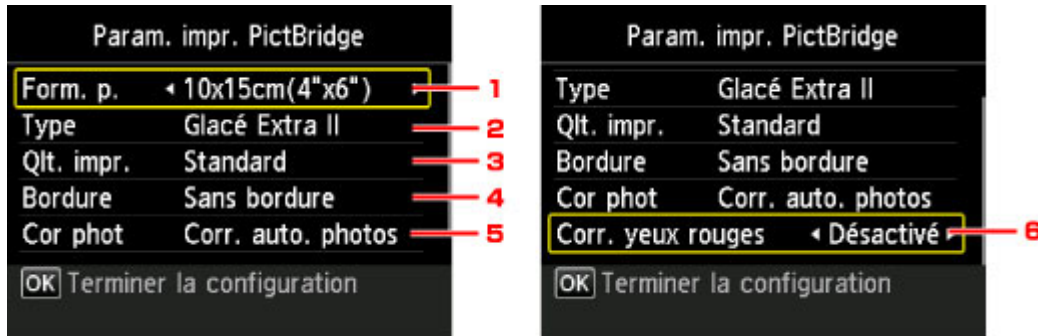 Param. impr. PictBridge
Form. p. 10x15cm(4"x6") 1
Type Glacé Extra II 2
Qlt. impr. Standard 3
Bordure Sans bordure 4
Cor phot Corr. auto. photos 5
OK Terminer la configuration
Param. impr. PictBridge
Type Glacé Extra II
Qlt. impr. Standard
Bordure Sans bordure
Cor phot Corr. auto. photos
Corr. yeux rouges Désactivé 6
OK Terminer la configuration